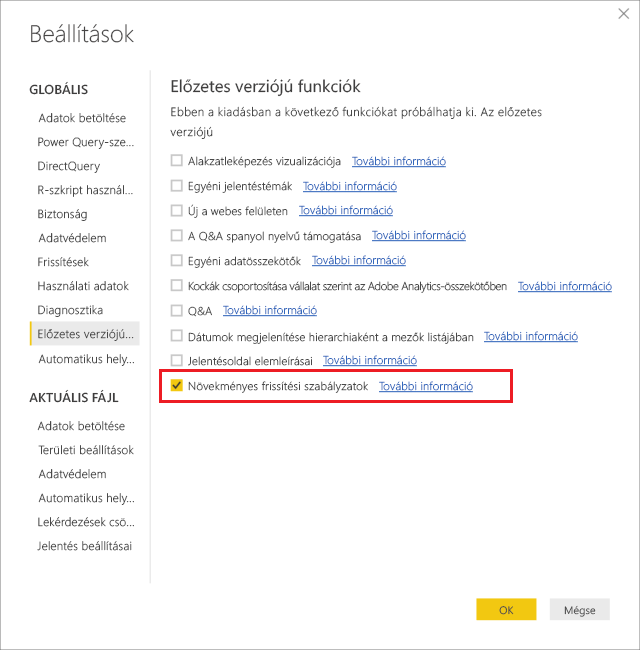 Beállítások
GLOBÁLIS
Adatok betöltése
Power Query-sze...
DirectQuery
R-szkript használ...
Biztonság
Adatvédelem
Frissítések
Használati adatok
Diagnosztika
Előzetes verziójú...
Automatikus hely...
AKTUÁLIS FÁJL
Adatok betöltése
Területi beállítások
Adatvédelem
Automatikus hely...
Lekérdezések csö...
Jelentés beállításai
Előzetes verziójú funkciók
Ebben a kiadásban a következő funkciókat próbálhatja ki. Az előzetes
verziójú
Alakzatleképezés vizualizációja További információ
Egyéni jelentéstémák További információ
Új a webes felületen További információ
A Q&A spanyol nyelvű támogatása További információ
Egyéni adatösszekötők További információ
Kockák csoportosítása vállalat szerint az Adobe Analytics-összekötőben További információ
Q&A További információ
Dátumok megjelenítése hierarchiaként a mezők listájában További információ
Jelentésoldal elemleírásai További információ
Növekményes frissítési szabályzatok További információ
OK
Mégse